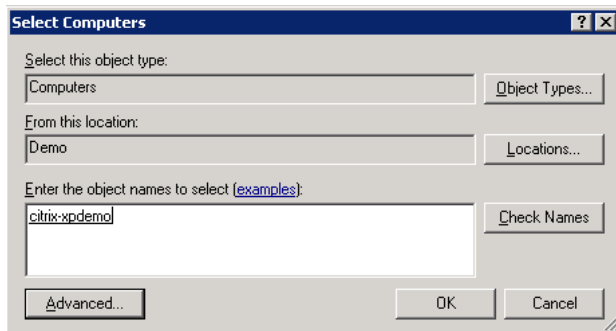 Select Computers
Select this object type:
Computers
Object Types...
From this location:
Demo
Locations...
Enter the object names to select (examples):
citrix-xpdemo
Check Names
Advanced...
OK
Cancel